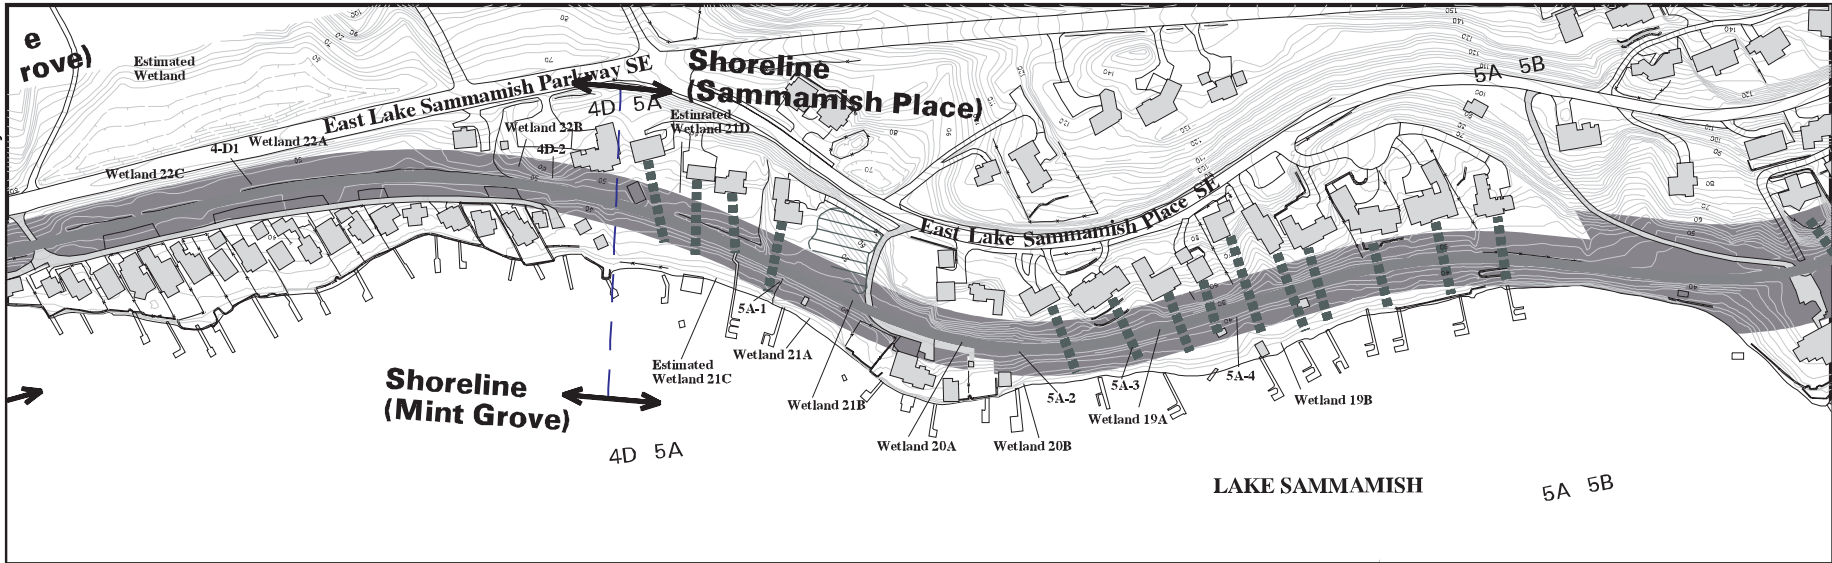 e
rove)
Estimated
Wetland
East Lake Sammamish Parkway SE
Shoreline
(Sammamish Place)
4D 5A
5A 5B
Estimated
Wetland 21D
Wetland 22B
4D-2
Wetland 22A
4-D1
Wetland 22C
East Lake Sammamish Place SE
5A-1
Wetland 21A
Estimated
Wetland 21C
Wetland 21B
5A-2
5A-3
5A-4
Wetland 19A
Wetland 19B
Wetland 20A
Wetland 20B
Shoreline
(Mint Grove)
4D 5A
LAKE SAMMAMISH
5A 5B